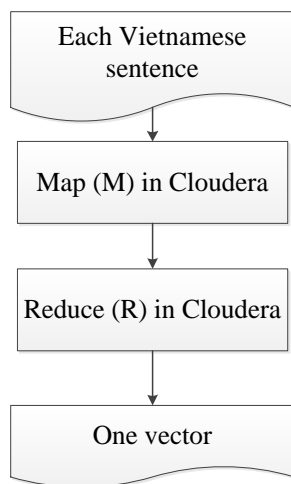 Each Vietnamese
sentence
Map (M) in Cloudera
Reduce (R) in Cloudera
One vector